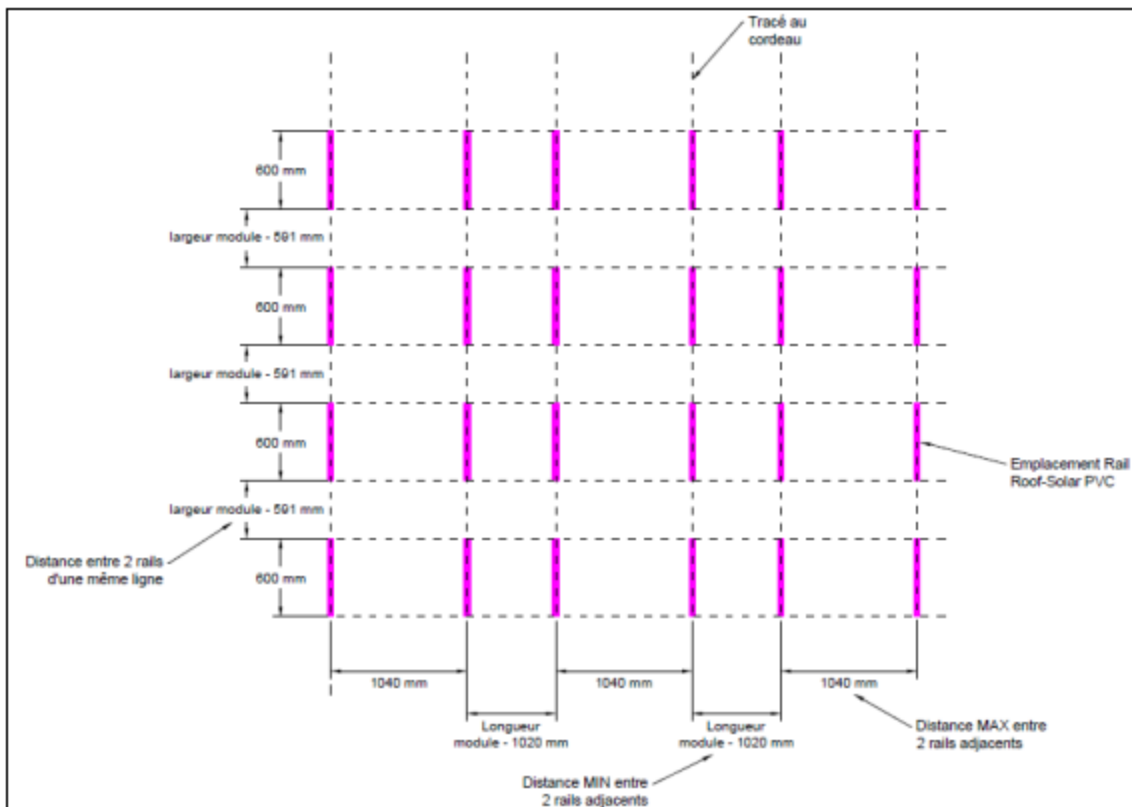 Tracé au
cordeau
600 mm
largeur module - 591 mm
600 mm
largeur module - 591 mm
600 mm
Emplacement Rail
Roof-Solar PVC
largeur module - 591 mm
Distance entre 2 rails
d'une même ligne
600 mm
1040 mm
1040 mm
1040 mm
Longueur
module - 1020 mm
Longueur
module - 1020 mm
Distance MAX entre
2 rails adjacents
Distance MIN entre
2 rails adjacents